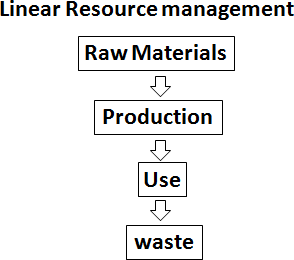 Linear Resource management
Raw Materials
Production
Use
waste